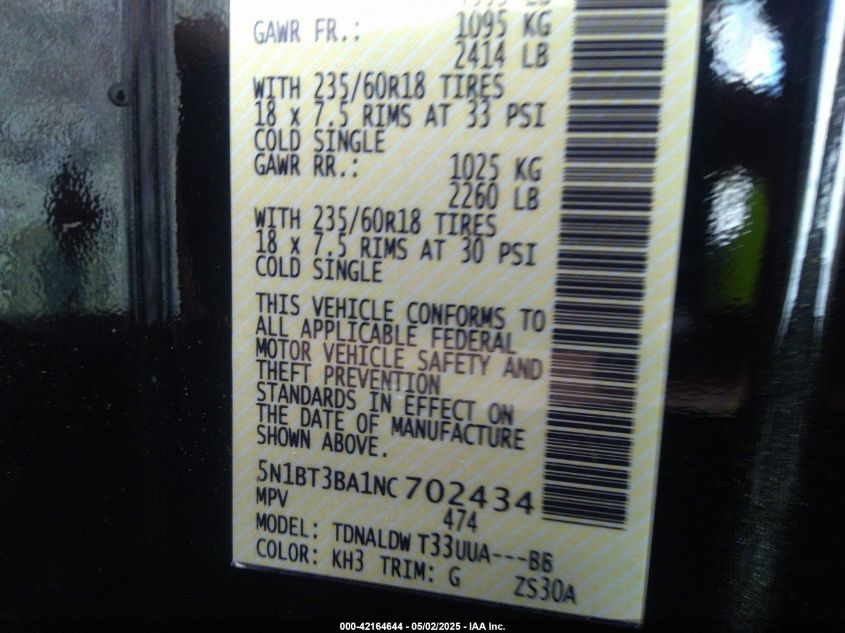 GAWR FR.: 1095 KG
2414 LB
WITH 235/60R18 TIRES
18 x 7.5 RIMS AT 33 PSI
COLD SINGLE
GAWR RR.: 1025 KG
2260 LB
WITH 235/60R18 TIRES
18 x 7.5 RIMS AT 30 PSI
COLD SINGLE
THIS VEHICLE CONFORMS TO
ALL APPLICABLE FEDERAL
MOTOR VEHICLE SAFETY AND
THEFT PREVENTION
STANDARDS IN EFFECT ON
THE DATE OF MANUFACTURE
SHOWN ABOVE.
5N1BT3BA1NC702434
MPV 474
MODEL: TDNALDW T33UUA---BB
COLOR: KH3 TRIM: G ZS30A
000-42164644 - 05/02/2025 - IAA Inc.